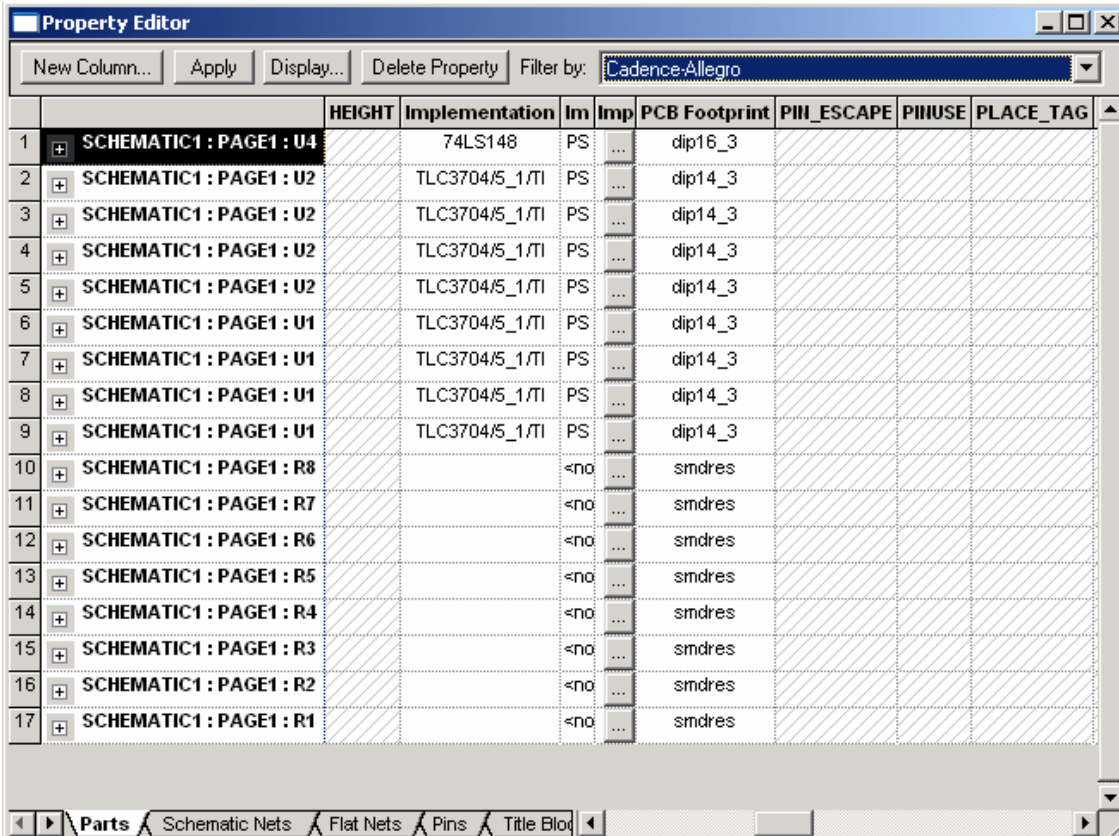 Property Editor
New Column... Apply Display... Delete Property Filter by: Cadence-Allegro
HEIGHT Implementation Im Imp PCB Footprint PIN_ESCAPE PINUSE PLACE_TAG
1 SCHEMATIC1 : PAGE1 : U4 74LS148 PS ... dip16_3
2 SCHEMATIC1 : PAGE1 : U2 TLC3704/5_1/TI PS ... dip14_3
3 SCHEMATIC1 : PAGE1 : U2 TLC3704/5_1/TI PS ... dip14_3
4 SCHEMATIC1 : PAGE1 : U2 TLC3704/5_1/TI PS ... dip14_3
5 SCHEMATIC1 : PAGE1 : U2 TLC3704/5_1/TI PS ... dip14_3
6 SCHEMATIC1 : PAGE1 : U1 TLC3704/5_1/TI PS ... dip14_3
7 SCHEMATIC1 : PAGE1 : U1 TLC3704/5_1/TI PS ... dip14_3
8 SCHEMATIC1 : PAGE1 : U1 TLC3704/5_1/TI PS ... dip14_3
9 SCHEMATIC1 : PAGE1 : U1 TLC3704/5_1/TI PS ... dip14_3
10 SCHEMATIC1 : PAGE1 : R8 <no ... smdres
11 SCHEMATIC1 : PAGE1 : R7 <no ... smdres
12 SCHEMATIC1 : PAGE1 : R6 <no ... smdres
13 SCHEMATIC1 : PAGE1 : R5 <no ... smdres
14 SCHEMATIC1 : PAGE1 : R4 <no ... smdres
15 SCHEMATIC1 : PAGE1 : R3 <no ... smdres
16 SCHEMATIC1 : PAGE1 : R2 <no ... smdres
17 SCHEMATIC1 : PAGE1 : R1 <no ... smdres
Parts Schematic Nets Flat Nets Pins Title Bloc